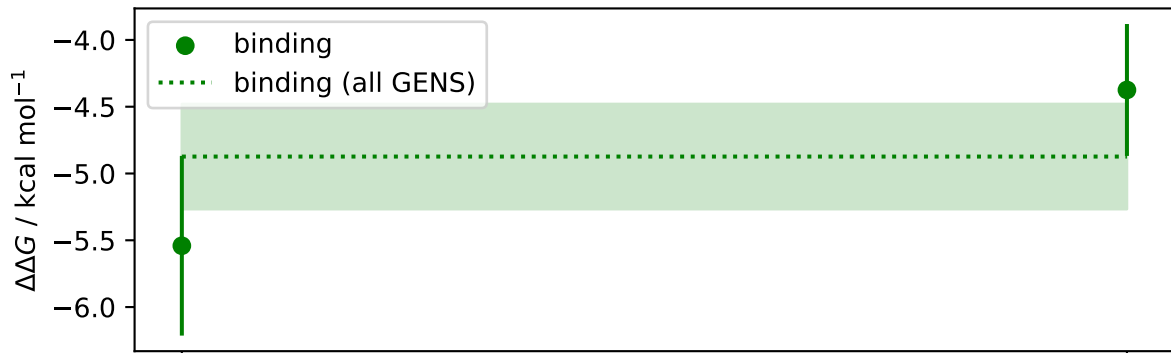 −4.0
−4.5
−5.0
−5.5
−6.0
ΔΔG / kcal mol⁻¹
binding
binding (all GENS)